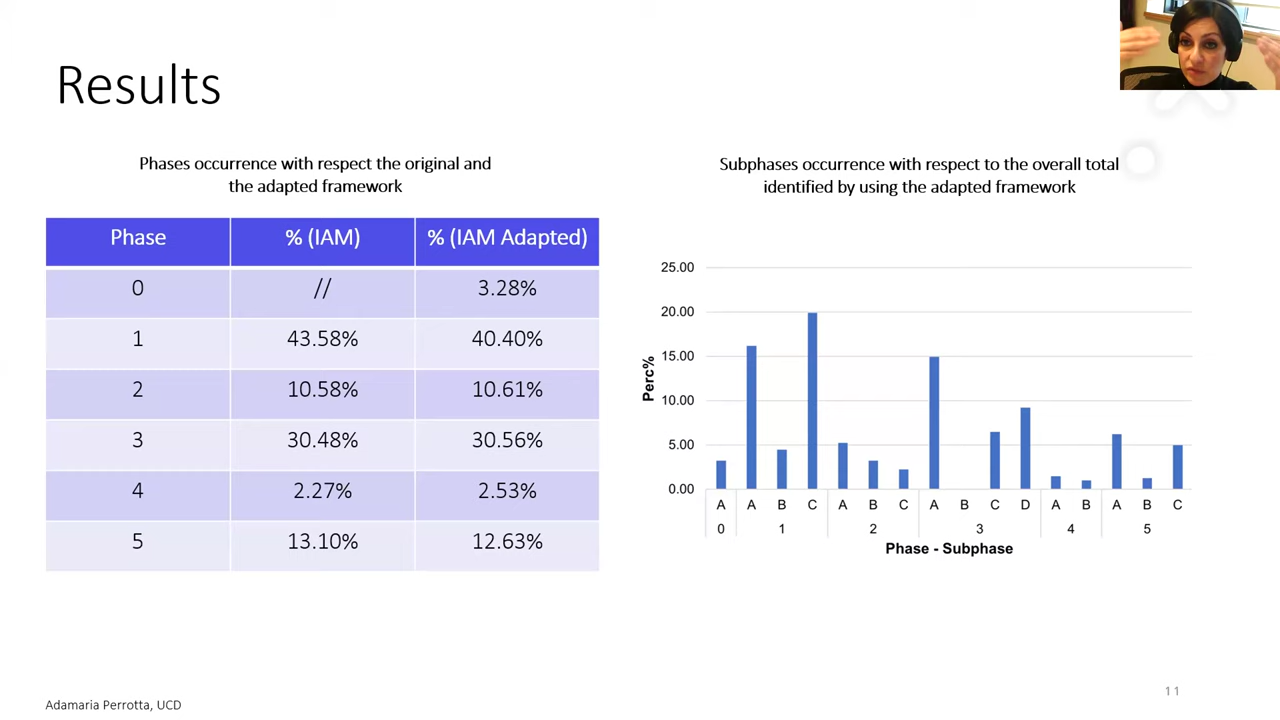 Results
Phases occurrence with respect the original and
the adapted framework
Phase % (IAM) % (IAM Adapted)
0 // 3.28%
1 43.58% 40.40%
2 10.58% 10.61%
3 30.48% 30.56%
4 2.27% 2.53%
5 13.10% 12.63%
Subphases occurrence with respect to the overall total
identified by using the adapted framework
25.00
20.00
15.00
10.00
5.00
0.00
Perc%
A A B C A B C A B C D A B A B C
0 1 2 3 4 5
Phase - Subphase
Adamaria Perrotta, UCD
11